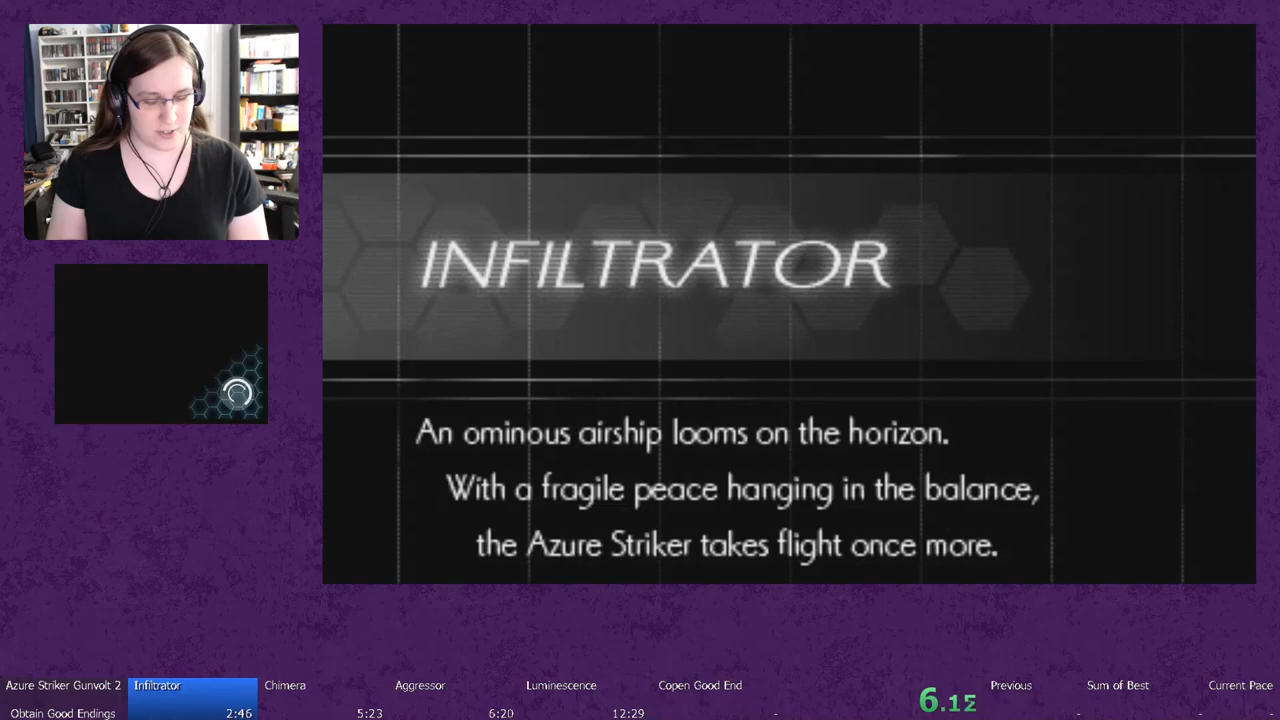 INFILTRATOR
An ominous airship looms on the horizon.
With a fragile peace hanging in the balance,
the Azure Striker takes flight once more.
Azure Striker Gunvolt 2
Obtain Good Endings
Infiltrator
2:46
Chimera
5:23
Aggressor
6:20
Luminescence
12:29
Copen Good End
-
Previous
-
Sum of Best
-
Current Pace
-